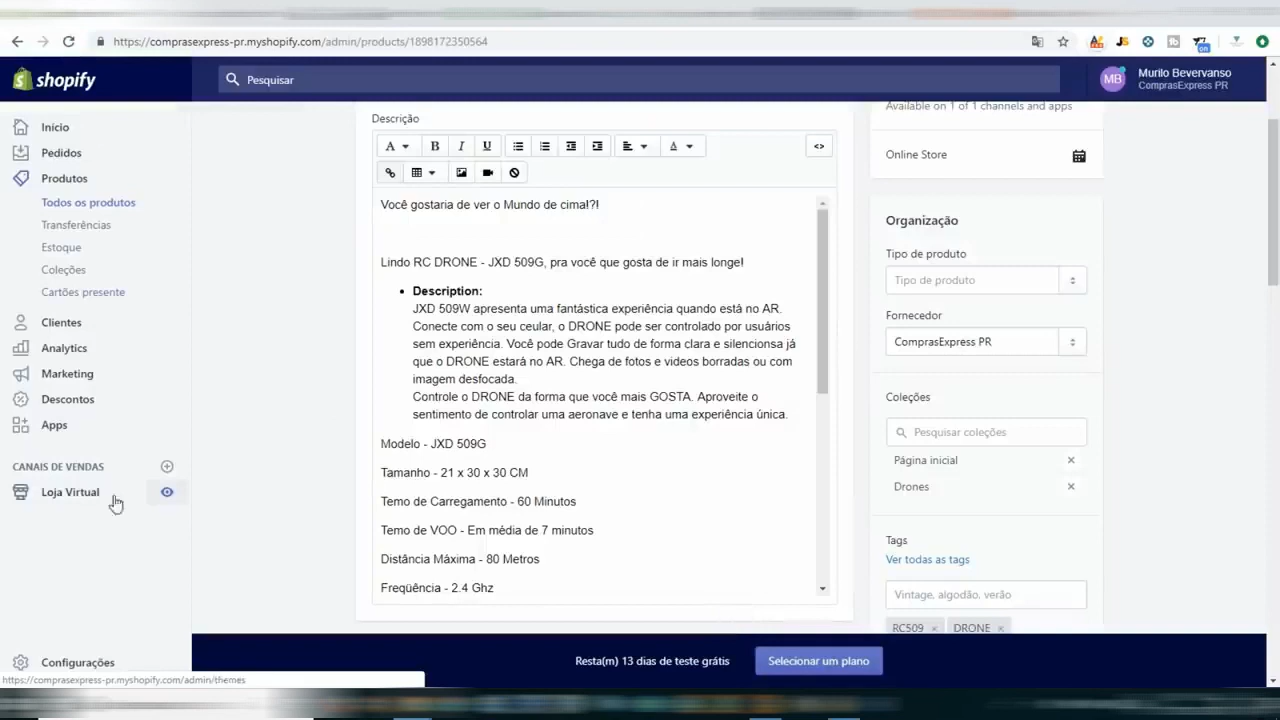 https://comprasexpress-pr.myshopify.com/admin/products/1898172350564
JS
on
shopify
Pesquisar
MB
Murilo Bevervanso
ComprasExpress PR
Início
Pedidos
Produtos
Todos os produtos
Transferências
Estoque
Coleções
Cartões presente
Clientes
Analytics
Marketing
Descontos
Apps
CANAIS DE VENDAS
Loja Virtual
Configurações
https://comprasexpress-pr.myshopify.com/admin/themes
Descrição
A B I U A <>
Você gostaria de ver o Mundo de cima!?!
Lindo RC DRONE - JXD 509G, pra você que gosta de ir mais longe!
• Description:
JXD 509W apresenta uma fantástica experiência quando está no AR.
Conecte com o seu ceular, o DRONE pode ser controlado por usuários
sem experiência. Você pode Gravar tudo de forma clara e silencionsa já
que o DRONE estará no AR. Chega de fotos e videos borradas ou com
imagem desfocada.
Controle o DRONE da forma que você mais GOSTA. Aproveite o
sentimento de controlar uma aeronave e tenha uma experiência única.
Modelo - JXD 509G
Tamanho - 21 x 30 x 30 CM
Temo de Carregamento - 60 Minutos
Temo de VOO - Em média de 7 minutos
Distância Máxima - 80 Metros
Freqüência - 2.4 Ghz
Available on 1 of 1 channels and apps
Online Store
Organização
Tipo de produto
Tipo de produto
Fornecedor
ComprasExpress PR
Coleções
Pesquisar coleções
Página inicial ×
Drones ×
Tags
Ver todas as tags
Vintage, algodão, verão
RC509 × DRONE ×
Resta(m) 13 dias de teste grátis
Selecionar um plano